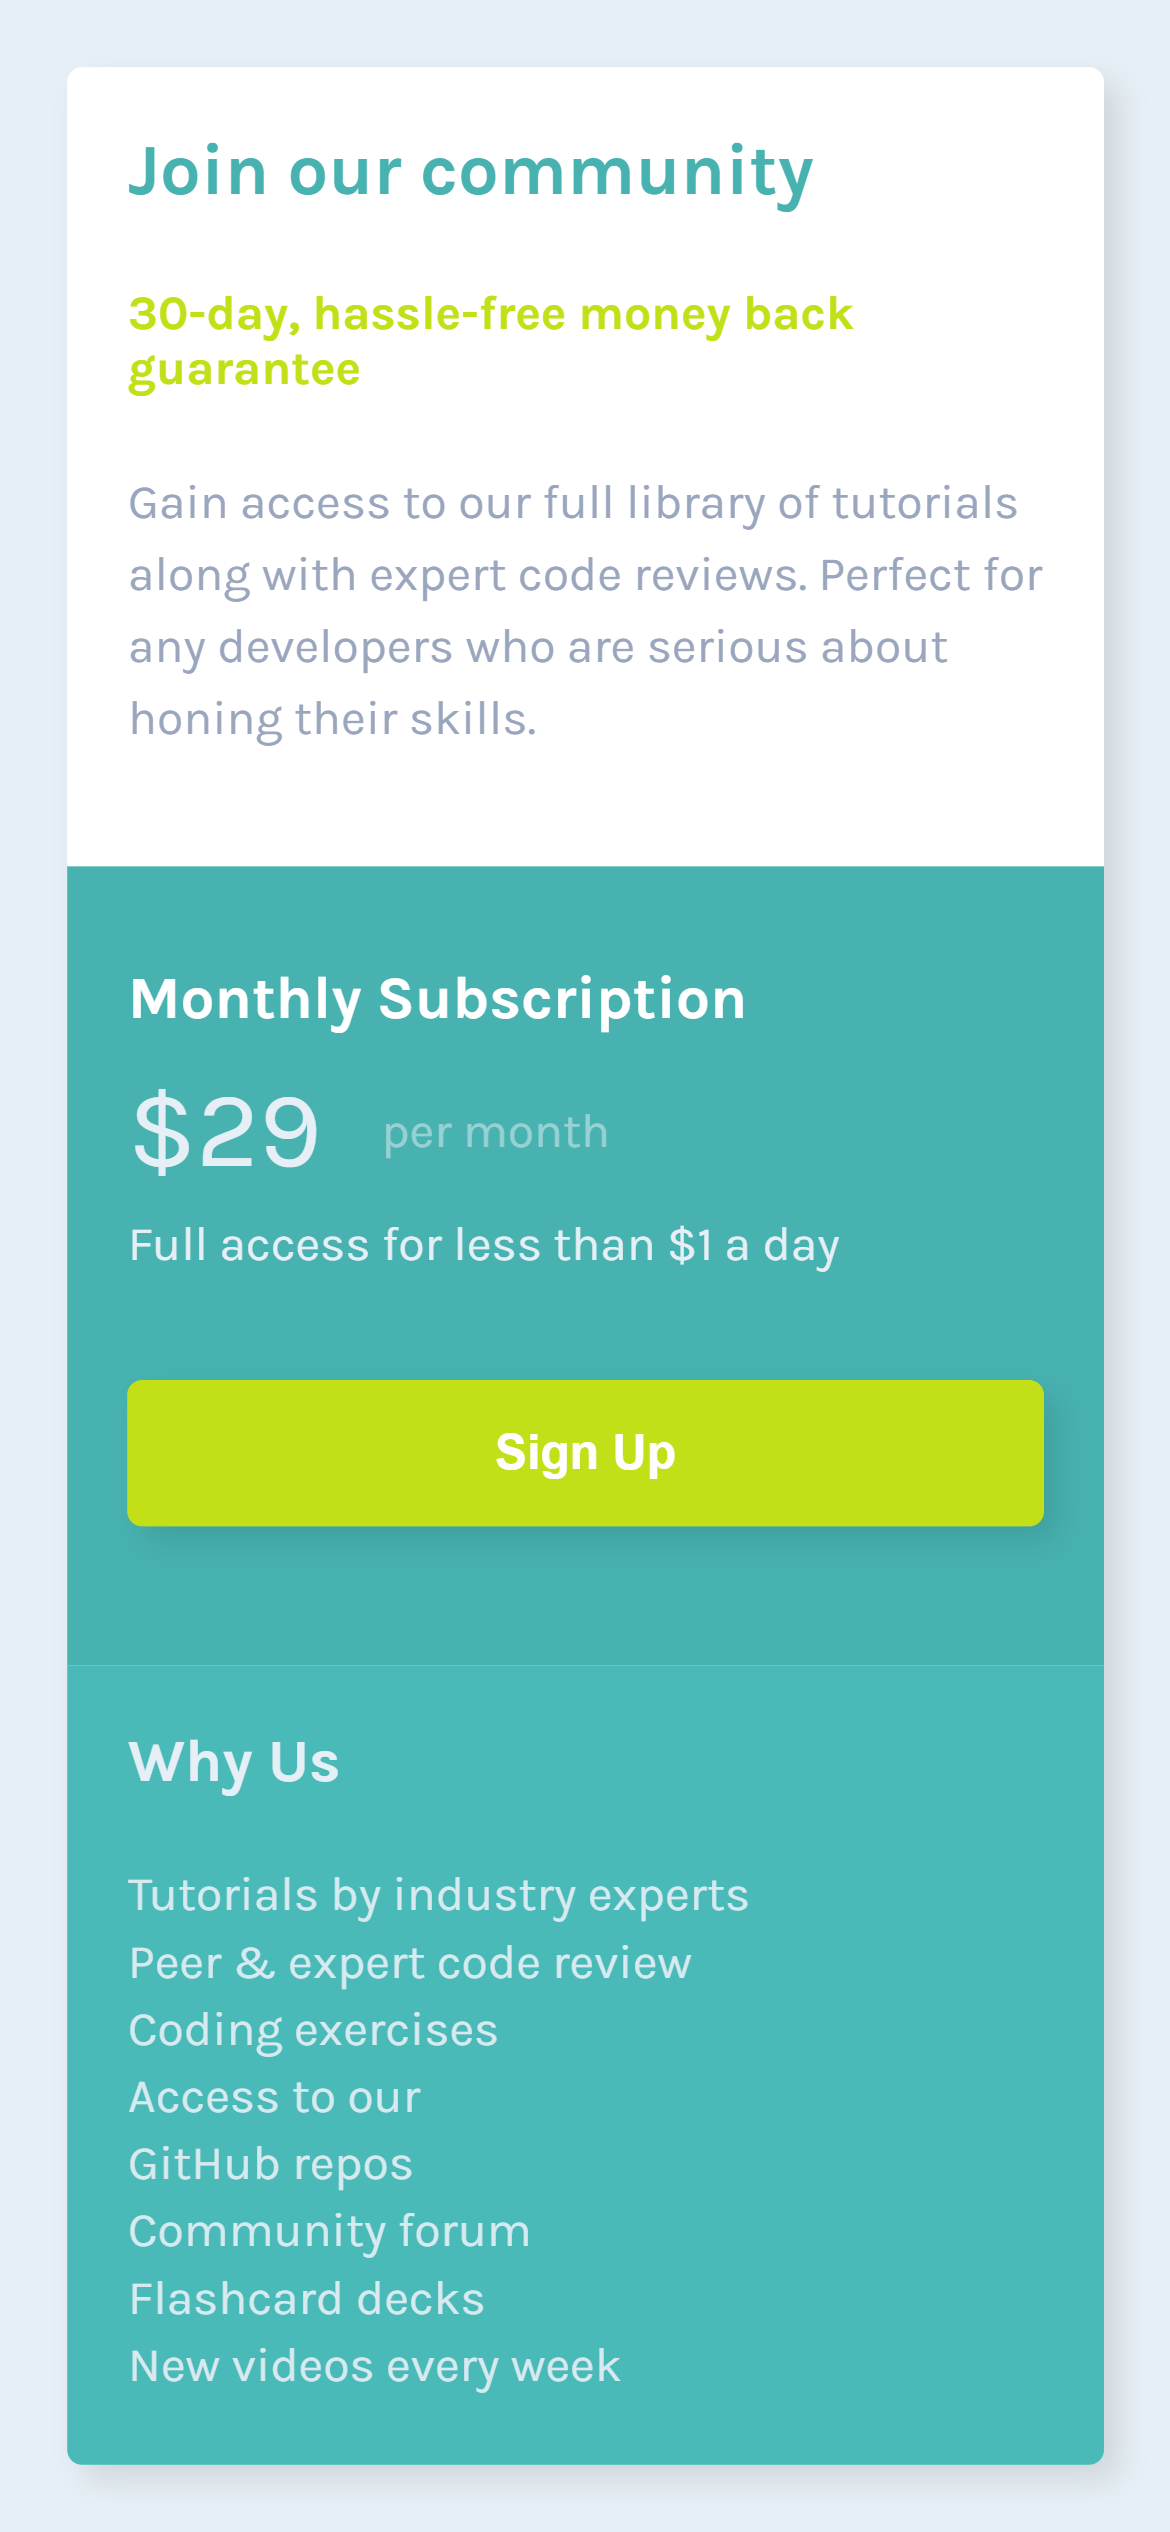 Join our community
30-day, hassle-free money back
guarantee
Gain access to our full library of tutorials
along with expert code reviews. Perfect for
any developers who are serious about
honing their skills.
Monthly Subscription
$29 per month
Full access for less than $1 a day
Sign Up
Why Us
Tutorials by industry experts
Peer & expert code review
Coding exercises
Access to our
GitHub repos
Community forum
Flashcard decks
New videos every week